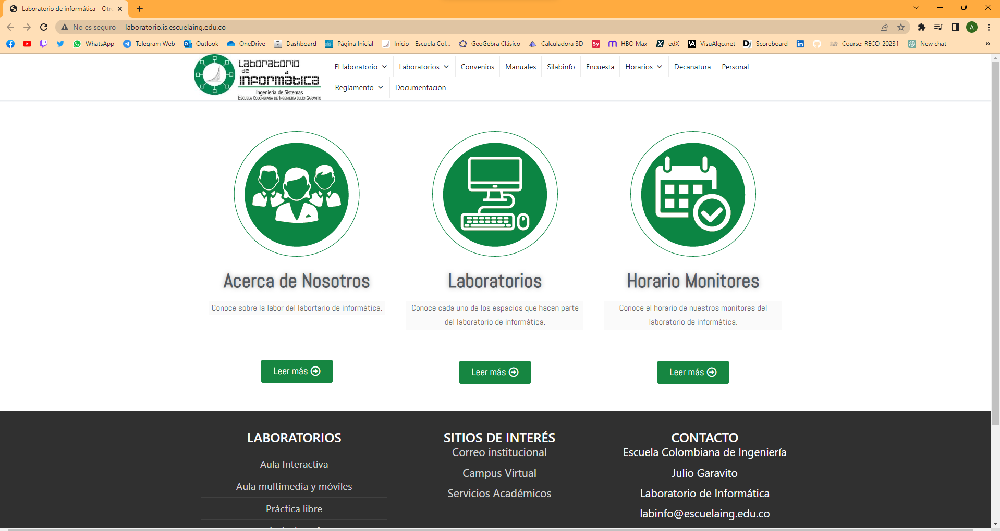 Laboratorio de informática – Otro
No es seguro laboratorio.is.escuelaing.edu.co
A
WhatsApp Telegram Web Outlook OneDrive Dashboard Página Inicial Inicio - Escuela Col... GeoGebra Clásico Calculadora 3D Sy HBO Max edX VisuAlgo.net Dj Scoreboard in Course: RECO-20231 New chat »
Laboratorio
de
informática
Ingeniería de Sistemas
Escuela Colombiana de Ingeniería Julio Garavito
El laboratorio Laboratorios Convenios Manuales Silabinfo Encuesta Horarios Decanatura Personal
Reglamento Documentación
Acerca de Nosotros
Conoce sobre la labor del labortario de informática.
Leer más
Laboratorios
Conoce cada uno de los espacios que hacen parte
del laboratorio de informática.
Leer más
Horario Monitores
Conoce el horario de nuestros monitores del
laboratorio de informática.
Leer más
LABORATORIOS
Aula Interactiva
Aula multimedia y móviles
Práctica libre
SITIOS DE INTERÉS
Correo institucional
Campus Virtual
Servicios Académicos
CONTACTO
Escuela Colombiana de Ingeniería
Julio Garavito
Laboratorio de Informática
labinfo@escuelaing.edu.co